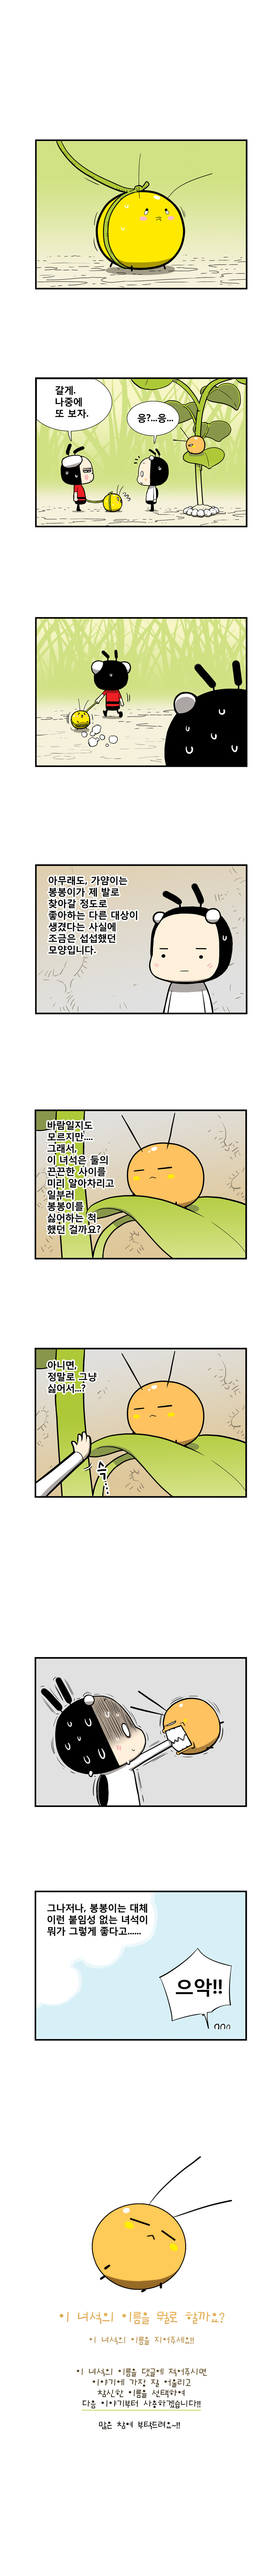 갈게.
나중에
또 보자.
응?...응...
아무래도, 가얌이는
봉봉이가 제 발로
찾아갈 정도로
좋아하는 다른 대상이
생겼다는 사실에
조금은 섭섭했던
모양입니다.
바람일지도
모르지만....
그래서,
이 녀석은 둘의
끈끈한 사이를
미리 알아차리고
일부러
봉봉이를
싫어하는 척
했던 걸까요?
아니면,
정말로 그냥
싫어서...?
슥...
그나저나, 봉봉이는 대체
이런 붙임성 없는 녀석이
뭐가 그렇게 좋다고......
으악!!
이 녀석의 이름을 뭘로 할까요?
이 녀석의 이름을 지어주세요!!
이 녀석의 이름을 댓글에 적어주시면
이야기에 가장 잘 어울리고
참신한 이름을 선택하여
다음 이야기부터 사용하겠습니다!!
많은 참여 부탁드려요~!!